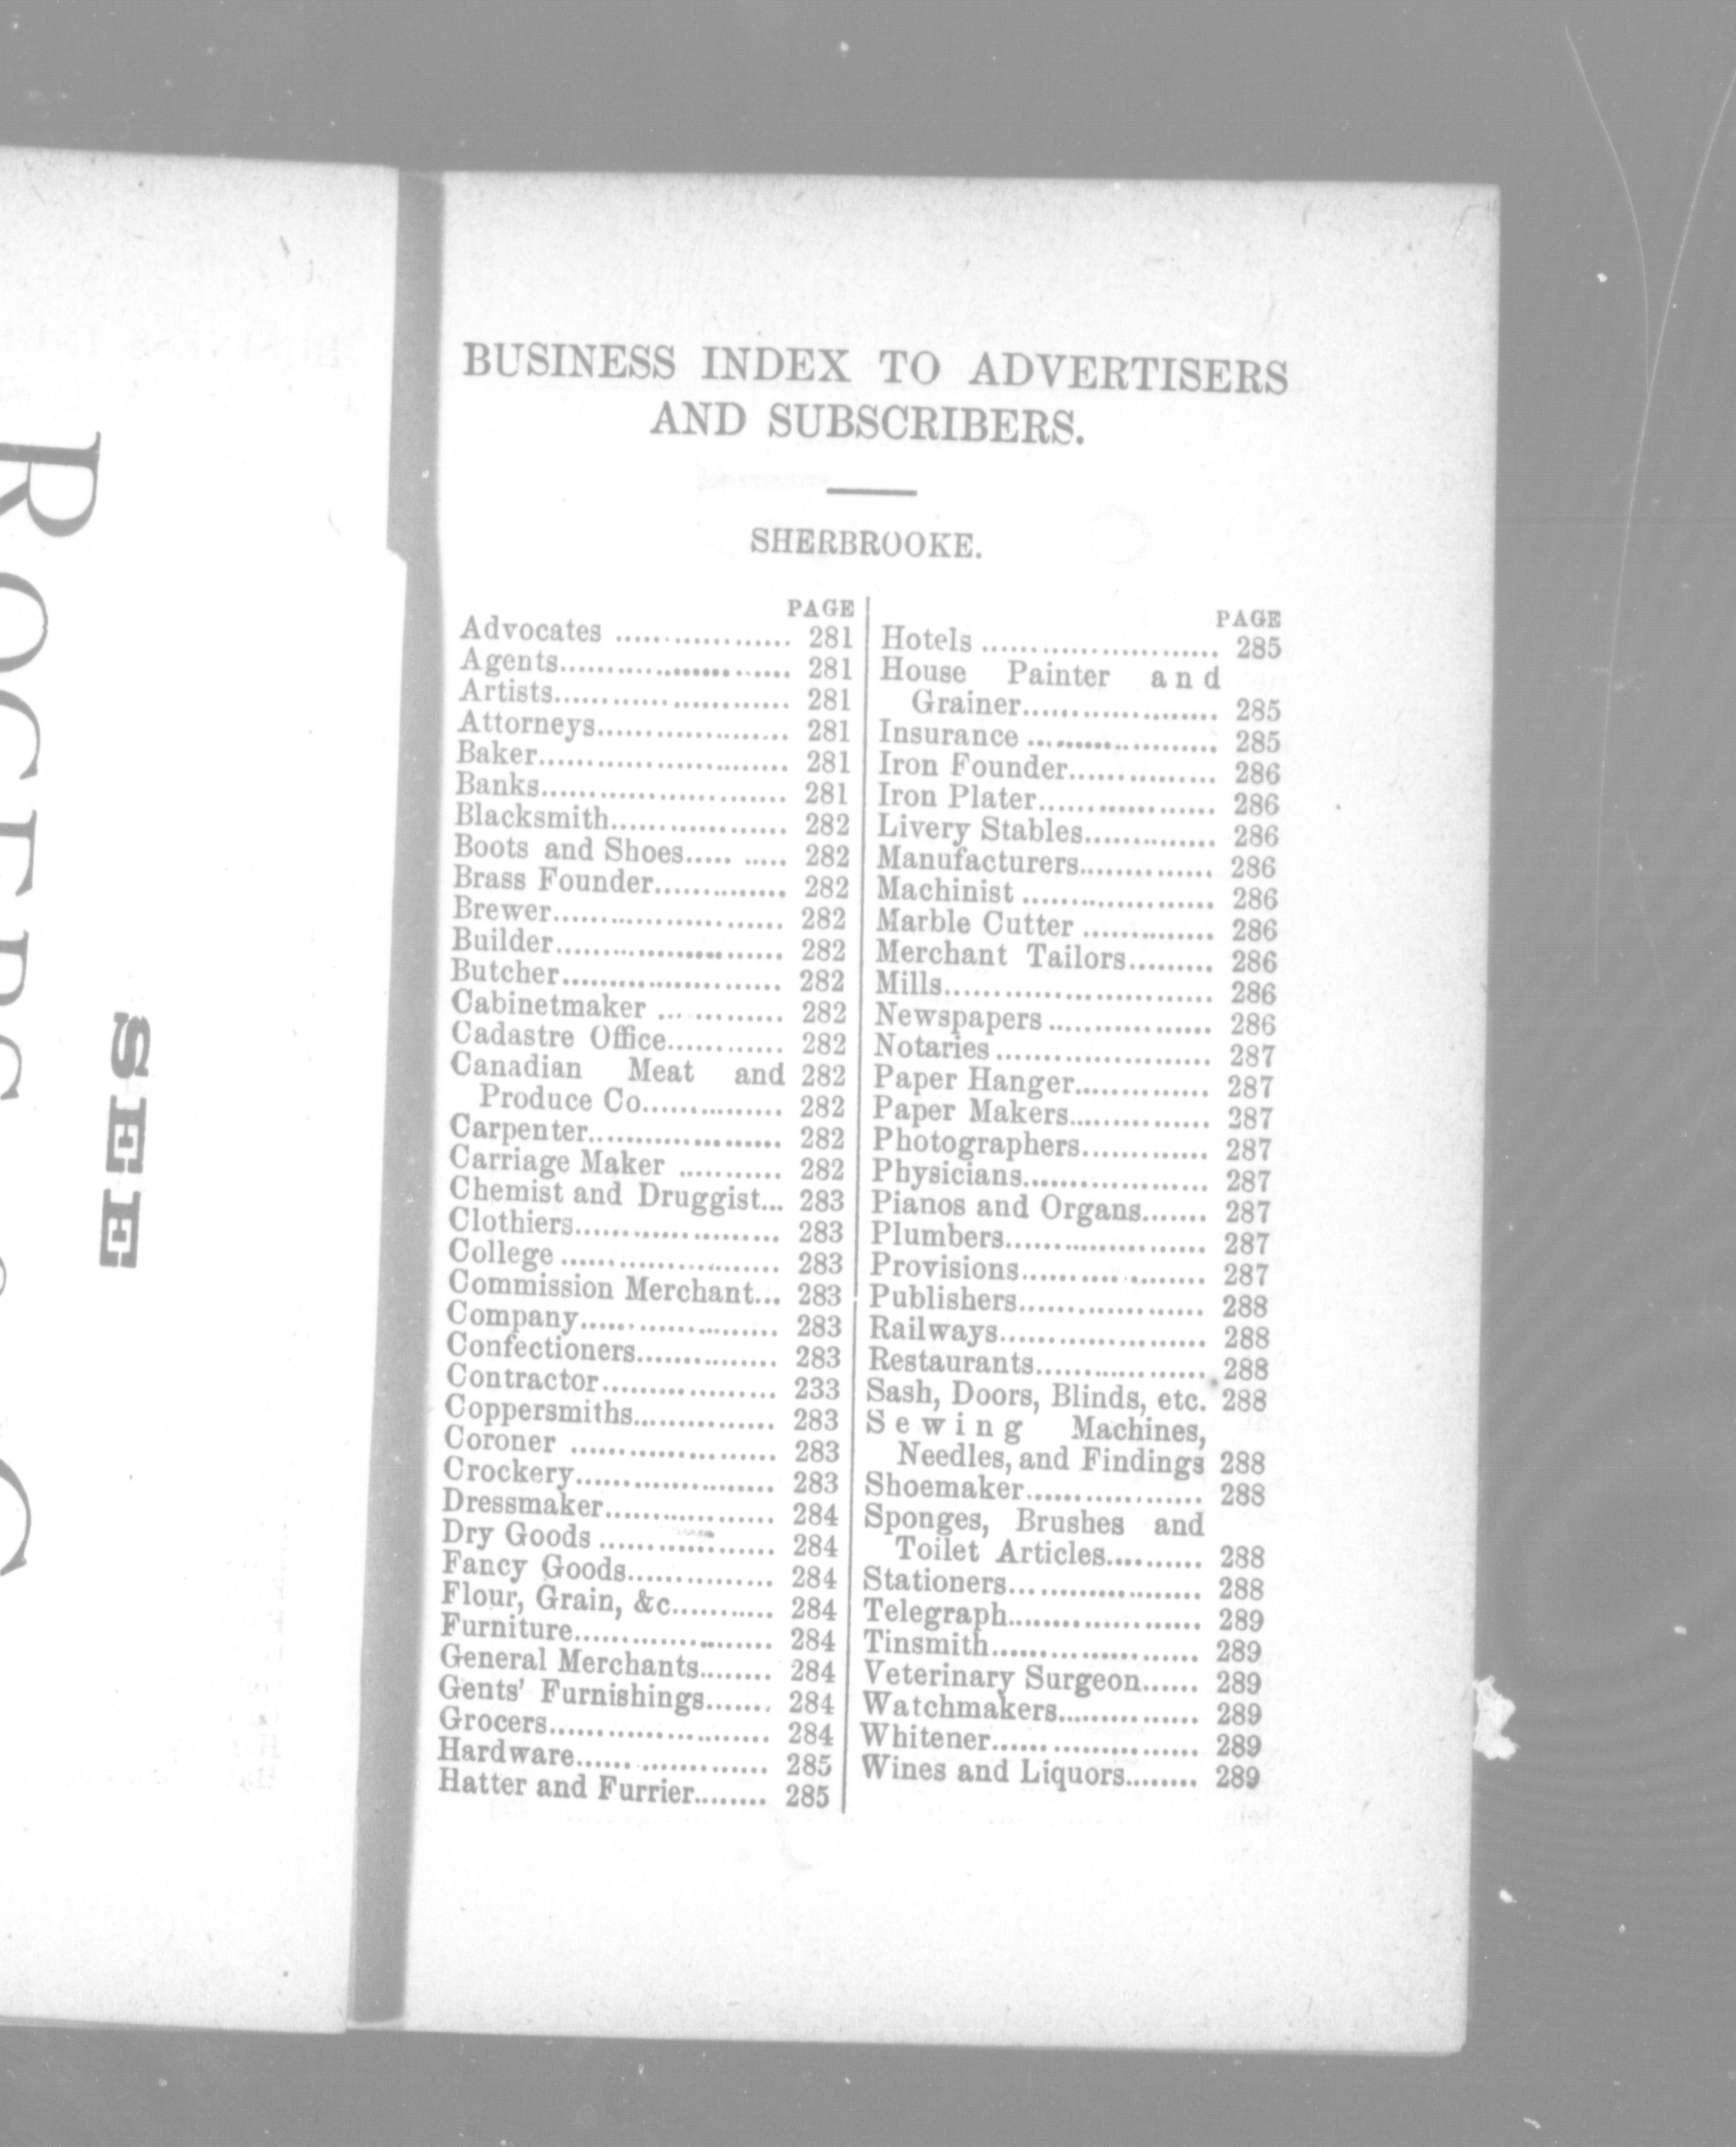 SEE
BUSINESS INDEX TO ADVERTISERS
AND SUBSCRIBERS.
SHERBROOKE.
PAGE
Advocates ................... 281
Agents......................... 281
Artists......................... 281
Attorneys.................... 281
Baker.......................... 281
Banks.......................... 281
Blacksmith................... 282
Boots and Shoes..... ..... 282
Brass Founder.............. 282
Brewer........................ 282
Builder........................ 282
Butcher....................... 282
Cabinetmaker .............. 282
Cadastre Office............ 282
Canadian Meat and 282
Produce Co............... 282
Carpenter.................... 282
Carriage Maker ........... 282
Chemist and Druggist... 283
Clothiers..................... 283
College ....................... 283
Commission Merchant... 283
Company..................... 283
Confectioners............... 283
Contractor................... 233
Coppersmiths............... 283
Coroner ...................... 283
Crockery..................... 283
Dressmaker.................. 284
Dry Goods ................... 284
Fancy Goods................ 284
Flour, Grain, &c........... 284
Furniture..................... 284
General Merchants........ 284
Gents' Furnishings....... 284
Grocers........................ 284
Hardware..................... 285
Hatter and Furrier........ 285
PAGE
Hotels ......................... 285
House Painter and
Grainer..................... 285
Insurance .................... 285
Iron Founder............... 286
Iron Plater................... 286
Livery Stables.............. 286
Manufacturers.............. 286
Machinist .................... 286
Marble Cutter .............. 286
Merchant Tailors......... 286
Mills............................ 286
Newspapers.................. 286
Notaries....................... 287
Paper Hanger............... 287
Paper Makers............... 287
Photographers.............. 287
Physicians.................... 287
Pianos and Organs....... 287
Plumbers...................... 287
Provisions.................... 287
Publishers.................... 288
Railways...................... 288
Restaurants.................. 288
Sash, Doors, Blinds, etc. 288
Sewing Machines,
Needles, and Findings 288
Shoemaker................... 288
Sponges, Brushes and
Toilet Articles.......... 288
Stationers..................... 288
Telegraph..................... 289
Tinsmith...................... 289
Veterinary Surgeon...... 289
Watchmakers............... 289
Whitener...................... 289
Wines and Liquors........ 289